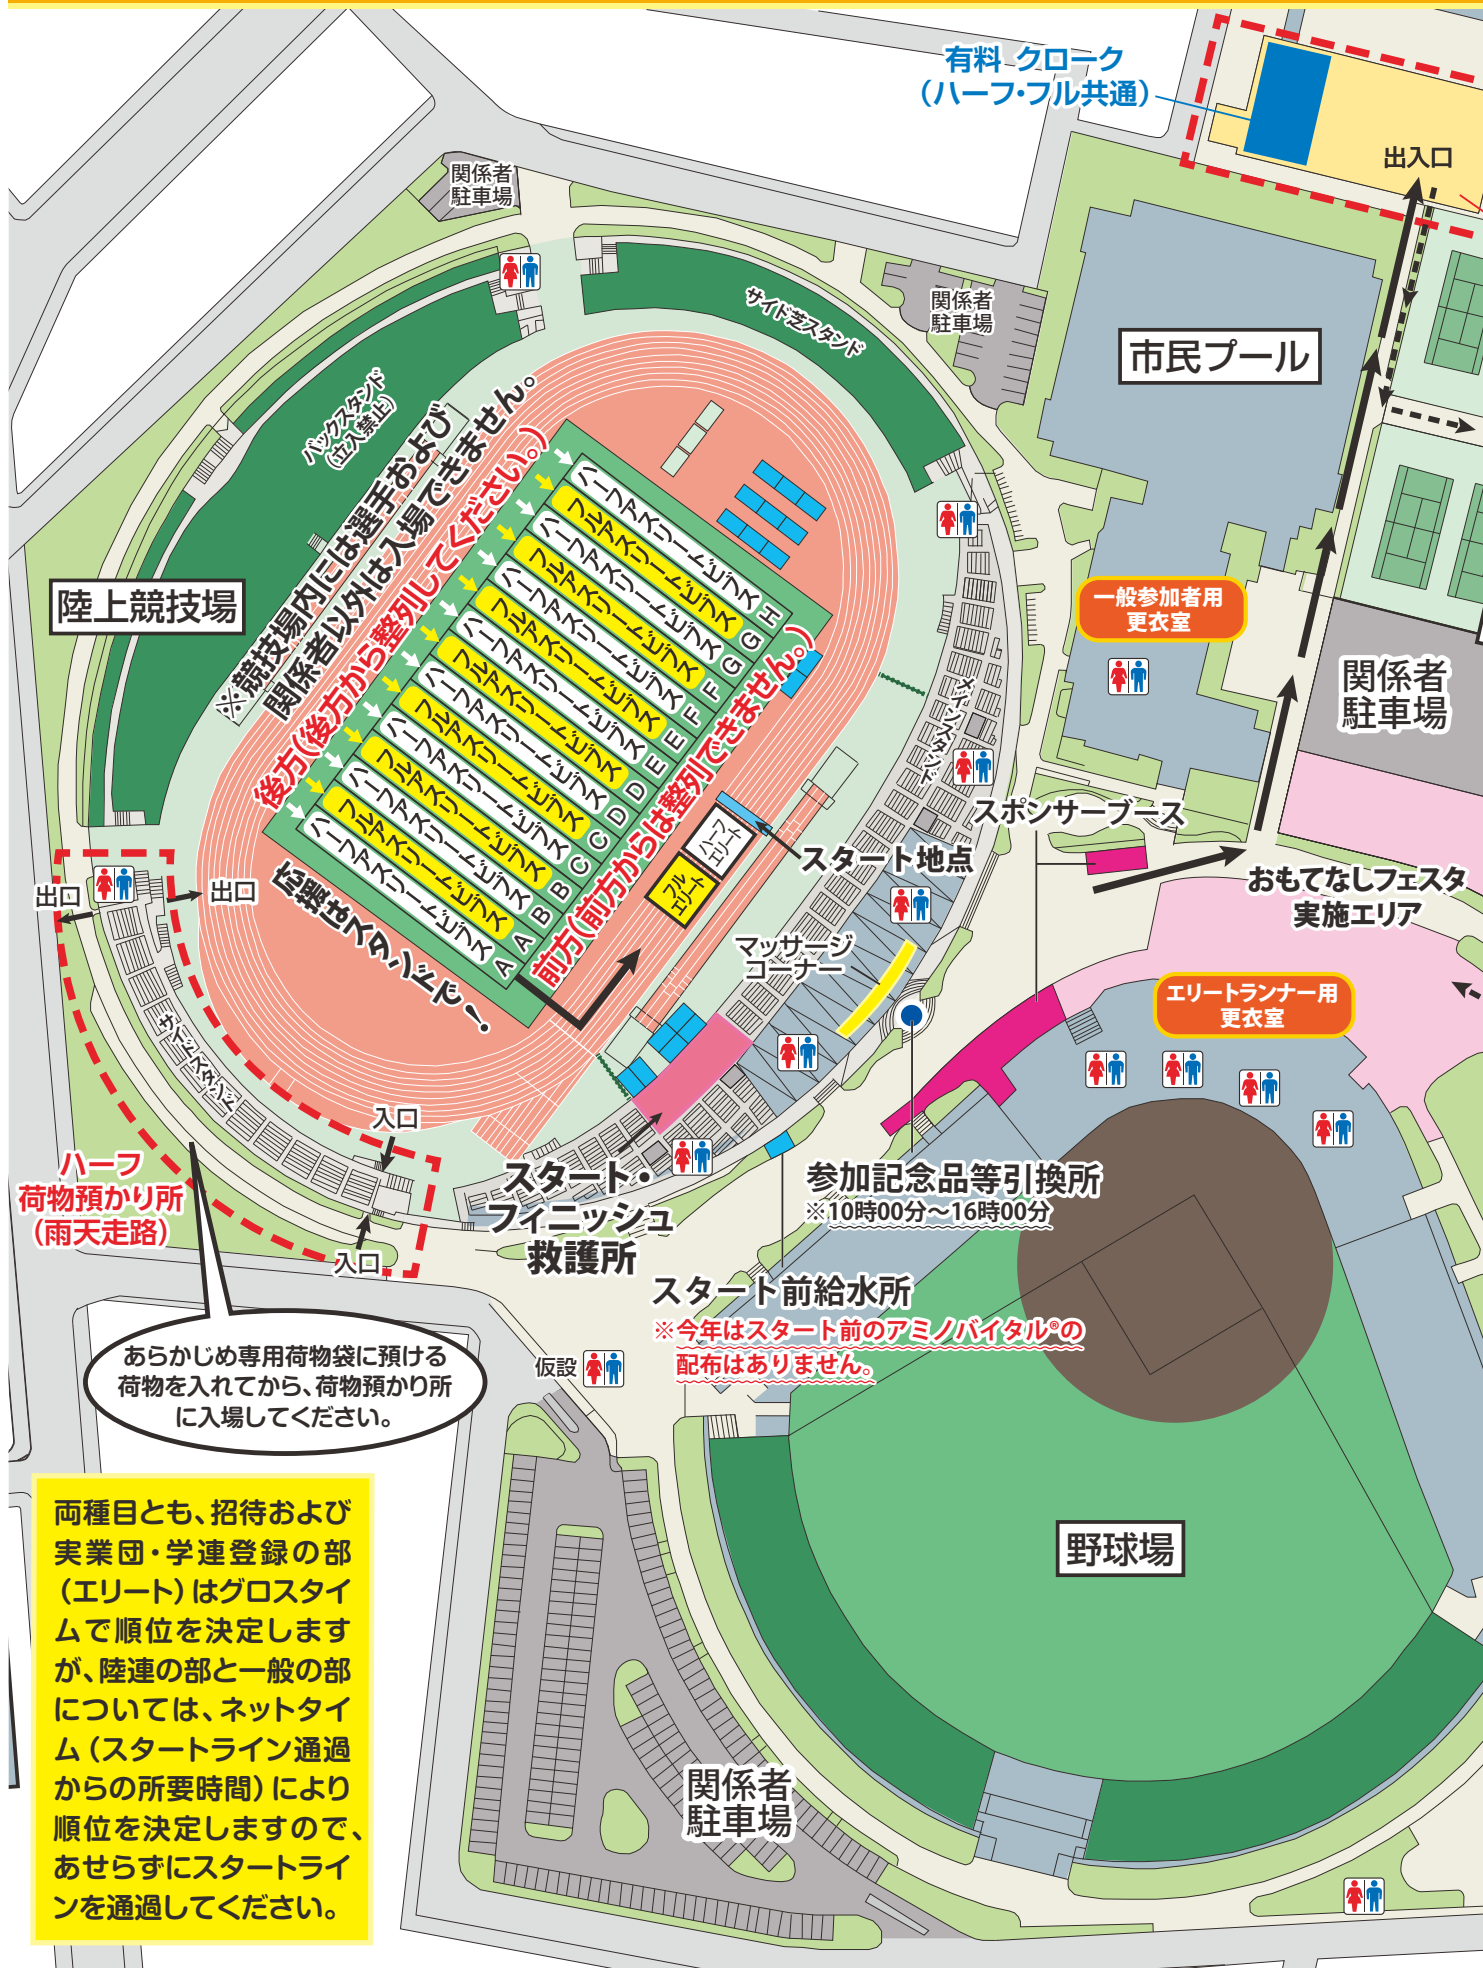 有料 クローク
（ハーフ・フル共通）
出入口
関係者
駐車場
関係者
駐車場
サイド芝スタンド
市民プール
バックスタンド
（立入禁止）
※競技場内には選手および
関係者以外は入場できません。
後方（後方から整列してください。）
陸上競技場
ハーフアスリートビブス H
フルアスリートビブス G
ハーフアスリートビブス G
フルアスリートビブス F
ハーフアスリートビブス F
フルアスリートビブス E
ハーフアスリートビブス E
フルアスリートビブス D
ハーフアスリートビブス D
フルアスリートビブス C
ハーフアスリートビブス C
フルアスリートビブス B
ハーフアスリートビブス B
フルアスリートビブス A
ハーフアスリートビブス A
前方（前方からは整列できません。）
応援はスタンドで！
一般参加者用
更衣室
関係者
駐車場
メインスタンド
ハーフ
エリート
フル
エリート
スタート地点
スポンサーブース
おもてなしフェスタ
実施エリア
マッサージ
コーナー
エリートランナー用
更衣室
出口
出口
サイドスタンド
入口
入口
ハーフ
荷物預かり所
（雨天走路）
スタート・
フィニッシュ
救護所
参加記念品等引換所
※10時00分～16時00分
スタート前給水所
※今年はスタート前のアミノバイタル®の
配布はありません。
仮設
あらかじめ専用荷物袋に預ける
荷物を入れてから、荷物預かり所
に入場してください。
野球場
関係者
駐車場
両種目とも、招待および
実業団・学連登録の部
（エリート）はグロスタイ
ムで順位を決定します
が、陸連の部と一般の部
については、ネットタイ
ム（スタートライン通過
からの所要時間）により
順位を決定しますので、
あせらずにスタートライ
ンを通過してください。